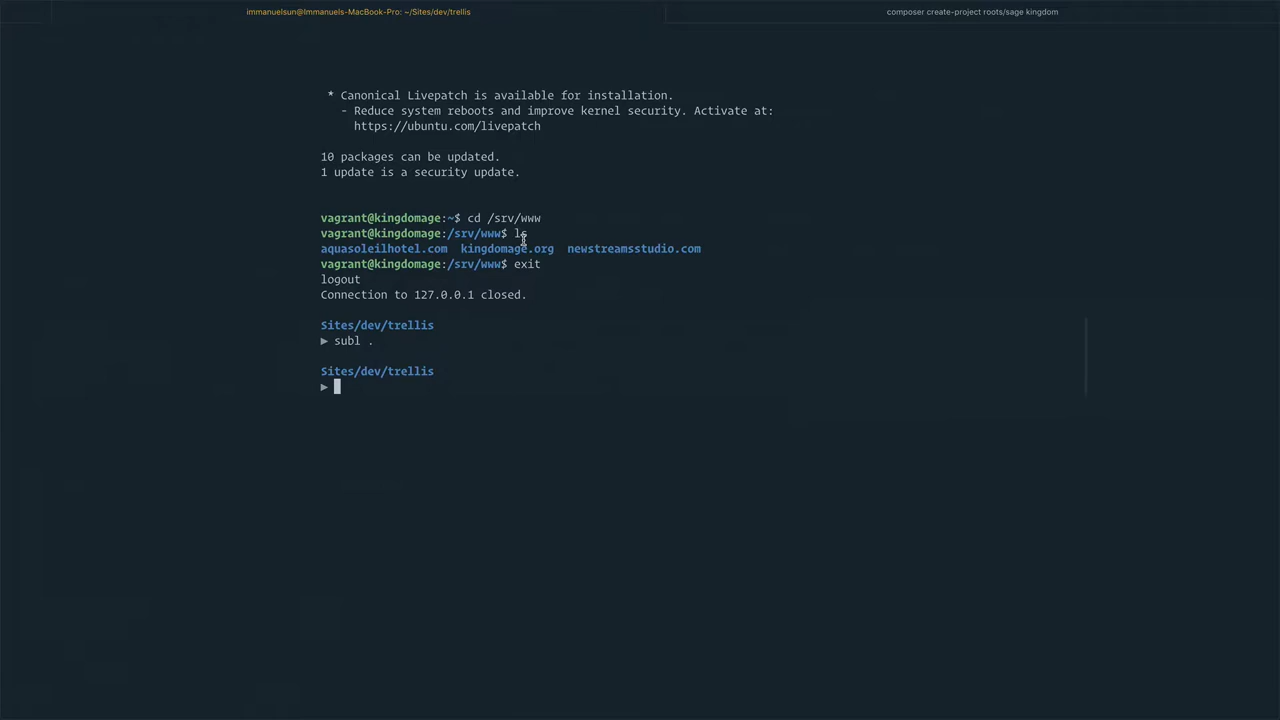 immanuelsun@Immanuels-MacBook-Pro: ~/Sites/dev/trellis
composer create-project roots/sage kingdom
* Canonical Livepatch is available for installation.
- Reduce system reboots and improve kernel security. Activate at:
https://ubuntu.com/livepatch
10 packages can be updated.
1 update is a security update.
vagrant@kingdomage:~$ cd /srv/www
vagrant@kingdomage:/srv/www$ ls
aquasoleilhotel.com kingdomage.org newstreamsstudio.com
vagrant@kingdomage:/srv/www$ exit
logout
Connection to 127.0.0.1 closed.
Sites/dev/trellis
▶ subl .
Sites/dev/trellis
▶